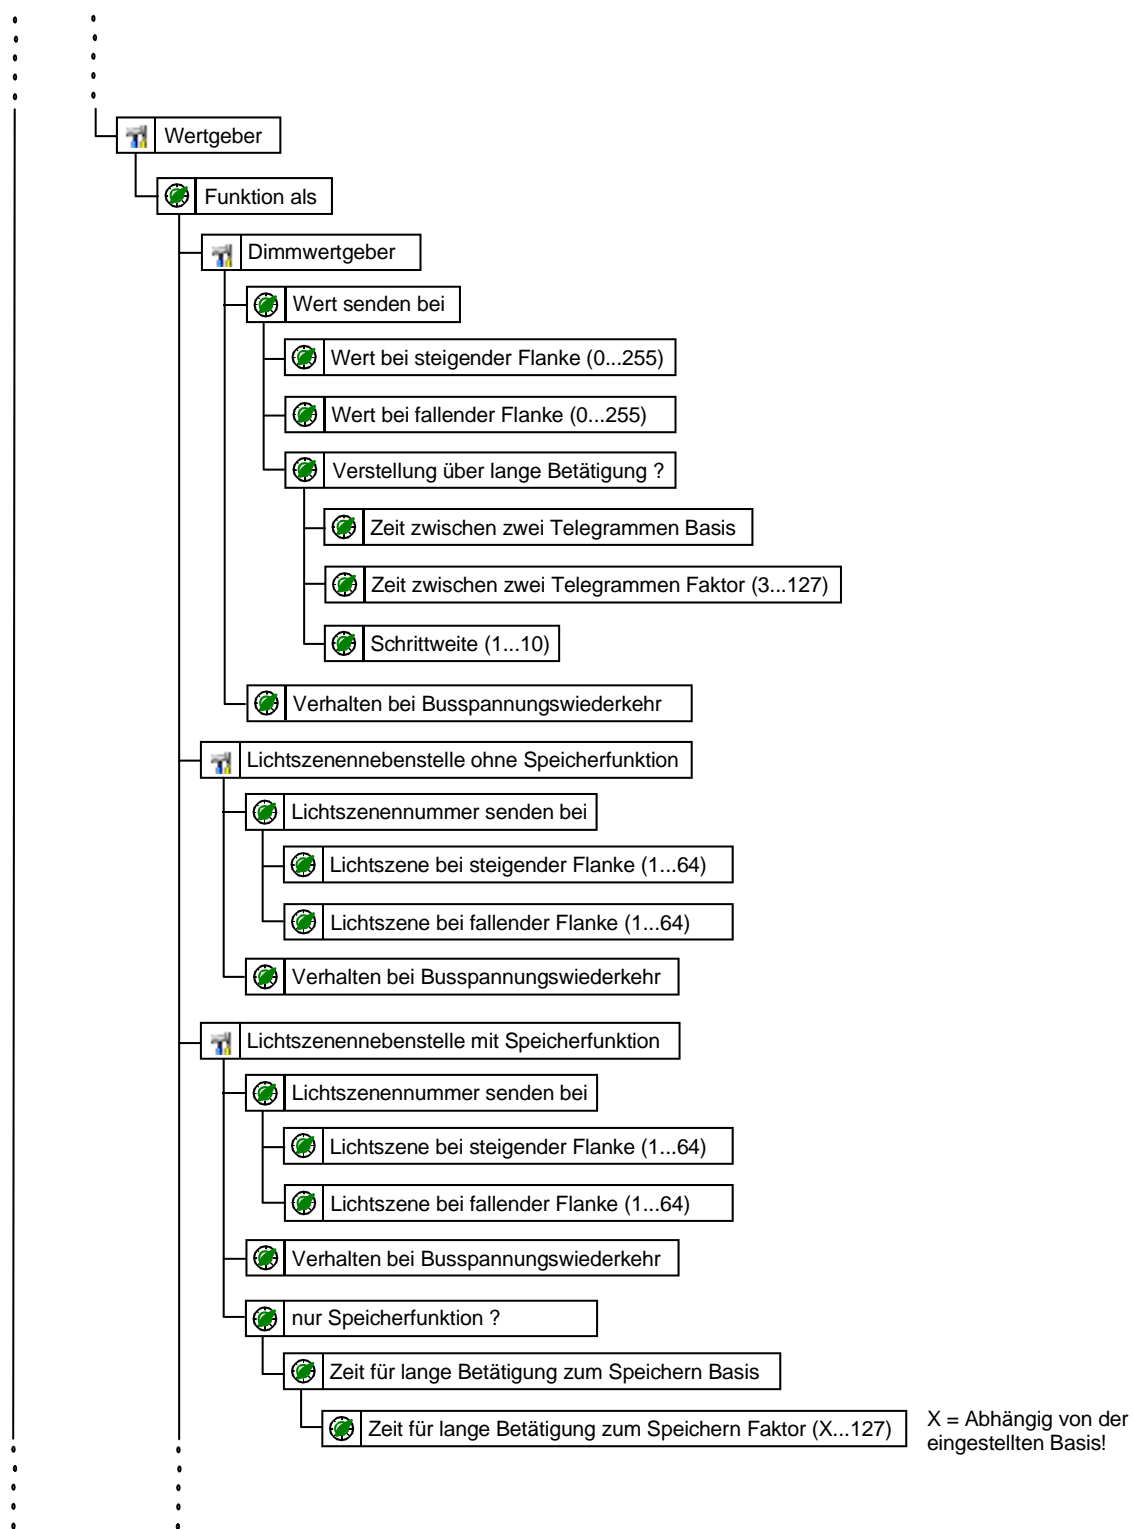 Wertgeber
Funktion als
Dimmwertgeber
Wert senden bei
Wert bei steigender Flanke (0...255)
Wert bei fallender Flanke (0...255)
Verstellung über lange Betätigung ?
Zeit zwischen zwei Telegrammen Basis
Zeit zwischen zwei Telegrammen Faktor (3...127)
Schrittweite (1...10)
Verhalten bei Busspannungswiederkehr
Lichtszenennebenstelle ohne Speicherfunktion
Lichtszenennummer senden bei
Lichtszene bei steigender Flanke (1...64)
Lichtszene bei fallender Flanke (1...64)
Verhalten bei Busspannungswiederkehr
Lichtszenennebenstelle mit Speicherfunktion
Lichtszenennummer senden bei
Lichtszene bei steigender Flanke (1...64)
Lichtszene bei fallender Flanke (1...64)
Verhalten bei Busspannungswiederkehr
nur Speicherfunktion ?
Zeit für lange Betätigung zum Speichern Basis
Zeit für lange Betätigung zum Speichern Faktor (X...127)
X = Abhängig von der
eingestellten Basis!